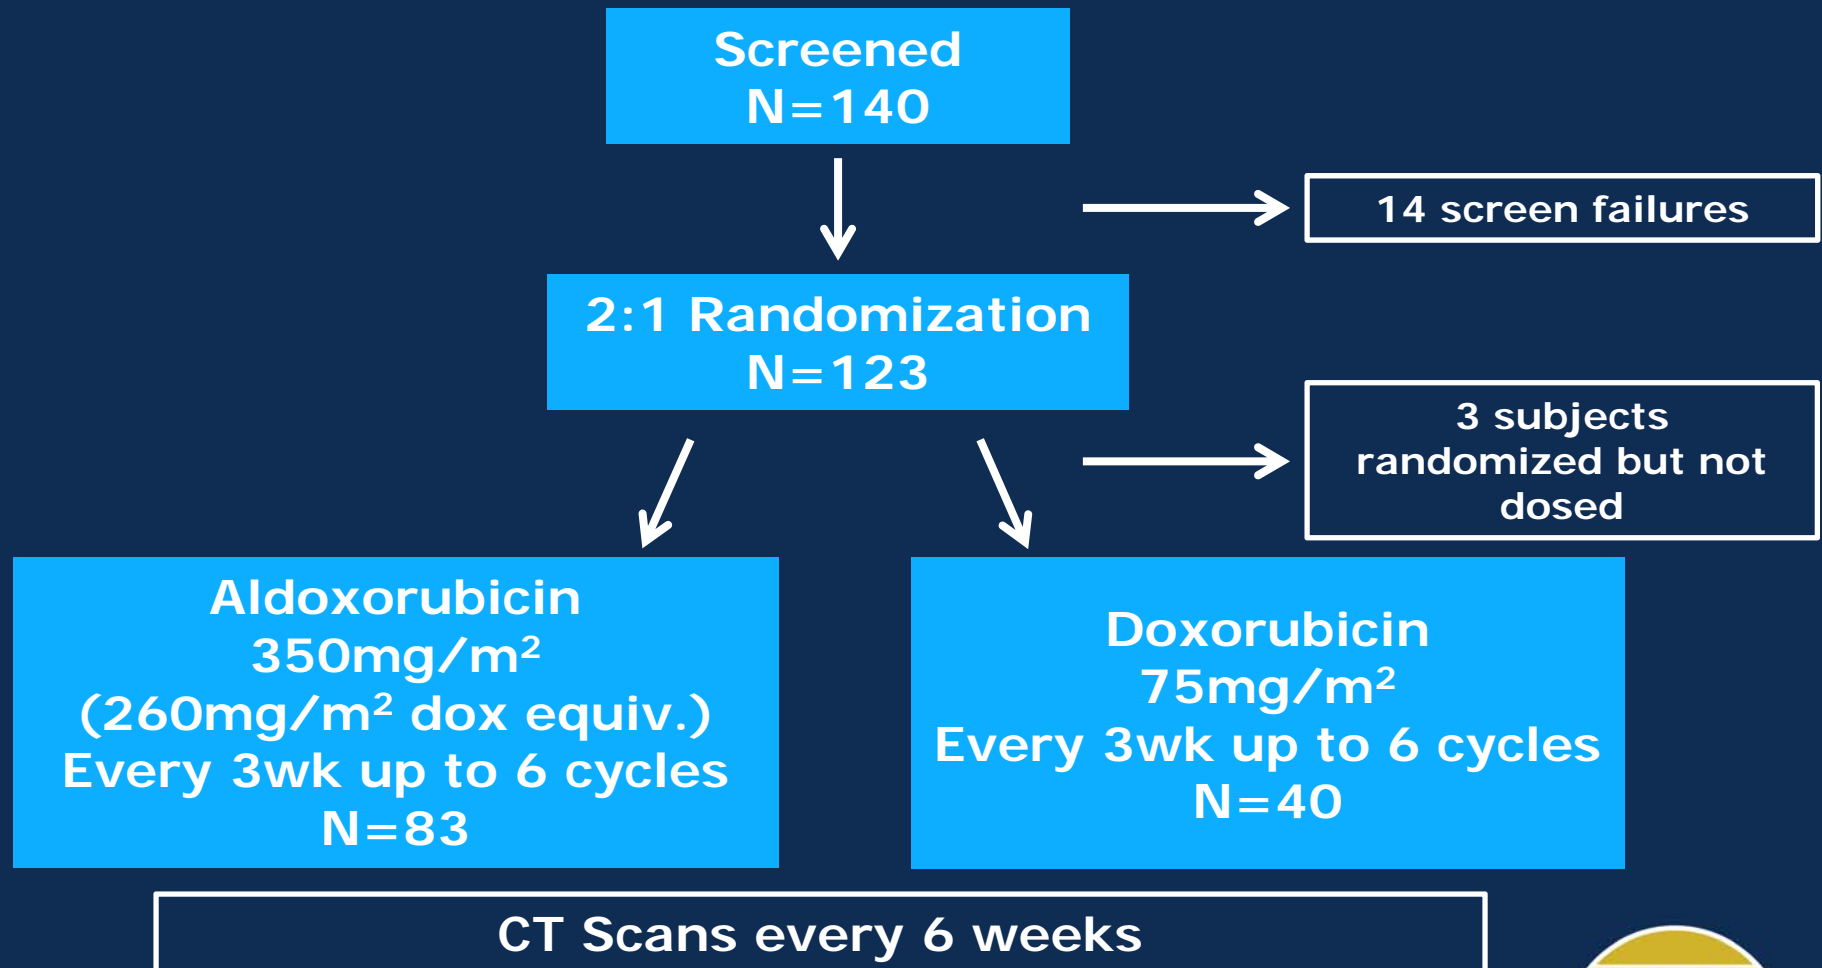 Screened
N=140
14 screen failures
2:1 Randomization
N=123
3 subjects
randomized but not
dosed
Aldoxorubicin
350mg/m²
(260mg/m² dox equiv.)
Every 3wk up to 6 cycles
N=83
Doxorubicin
75mg/m²
Every 3wk up to 6 cycles
N=40
CT Scans every 6 weeks